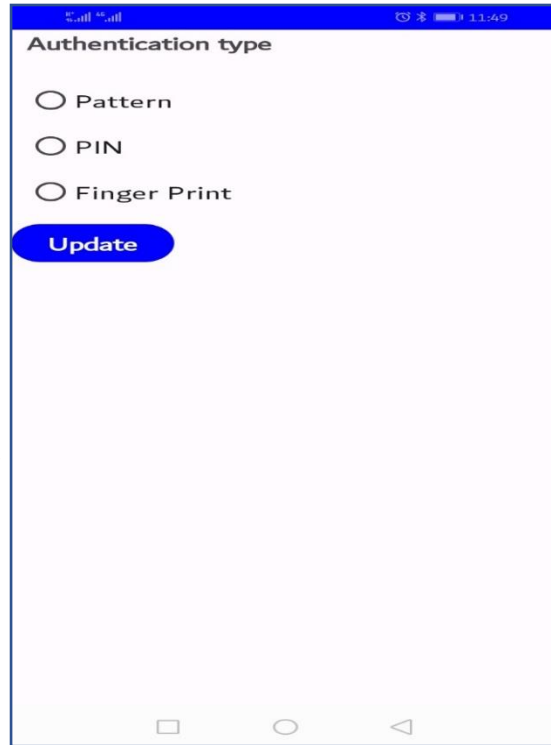 11:49
Authentication type
Pattern
PIN
Finger Print
Update